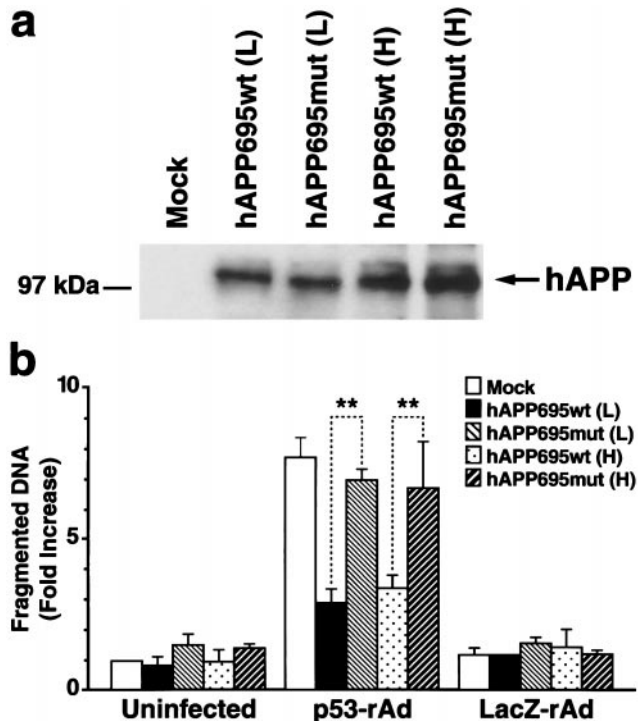 a
Mock
hAPP695wt (L)
hAPP695mut (L)
hAPP695wt (H)
hAPP695mut (H)
97 kDa
hAPP
b
Fragmented DNA
(Fold Increase)
10
5
0
** **
Mock
hAPP695wt (L)
hAPP695mut (L)
hAPP695wt (H)
hAPP695mut (H)
Uninfected p53-rAd LacZ-rAd